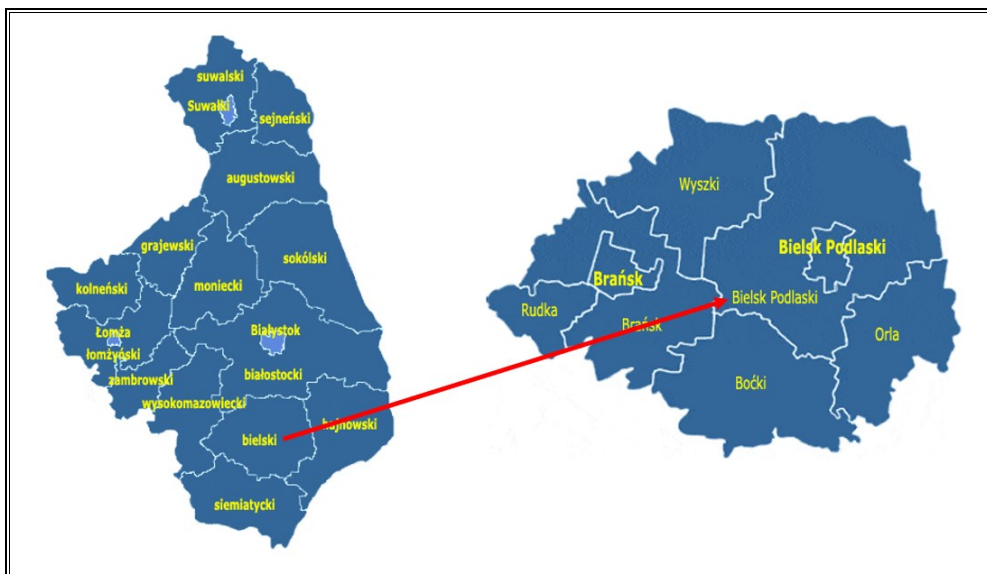 suwalski
Suwałki
sejneński
augustowski
grajewski
sokólski
kolneński
moniecki
Łomża
Białystok
łomżyński
zambrowski
białostocki
wysokomazowiecki
hajnowski
bielski
siemiatycki
Wyszki
Bielsk Podlaski
Brańsk
Bielsk Podlaski
Rudka
Brańsk
Orla
Boćki